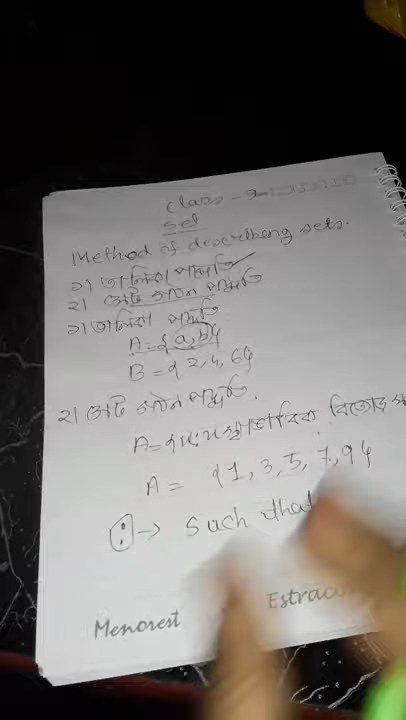 Class - 2
Set
Method of describing sets.
১) তালিকা পদ্ধতি
২) সেট গঠন পদ্ধতি
১) তালিকা পদ্ধতি
A = {a, b}
B = {2, 4, 6}
২) সেট গঠন পদ্ধতি.
A = {x : x স্বাভাবিক বিজোড়
A = {1, 3, 5, 7, 9}
: → Such that
Menorest Estraco